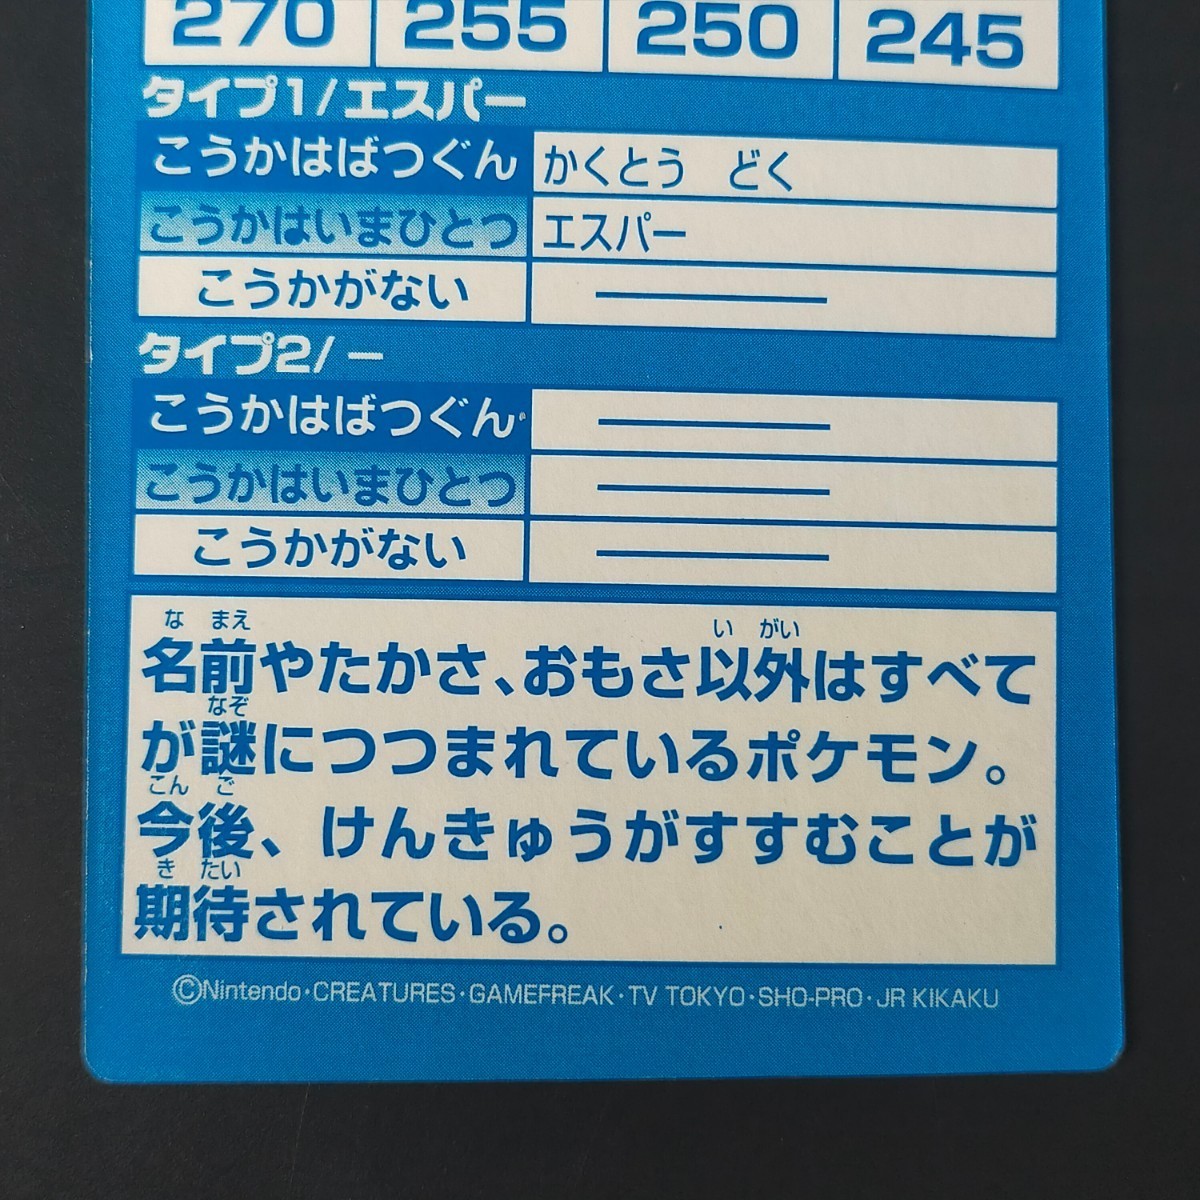 270 255 250 245
タイプ1/エスパー
こうかはばつぐん かくとう どく
こうかはいまひとつ エスパー
こうかがない ―
タイプ2/ ー
こうかはばつぐん ―
こうかはいまひとつ ―
こうかがない ―
な まえ い がい
名前やたかさ、おもさ以外はすべて
なぞ
が謎につつまれているポケモン。
こん ご
今後、けんきゅうがすすむことが
き たい
期待されている。
©Nintendo・CREATURES・GAMEFREAK・TV TOKYO・SHO-PRO・JR KIKAKU